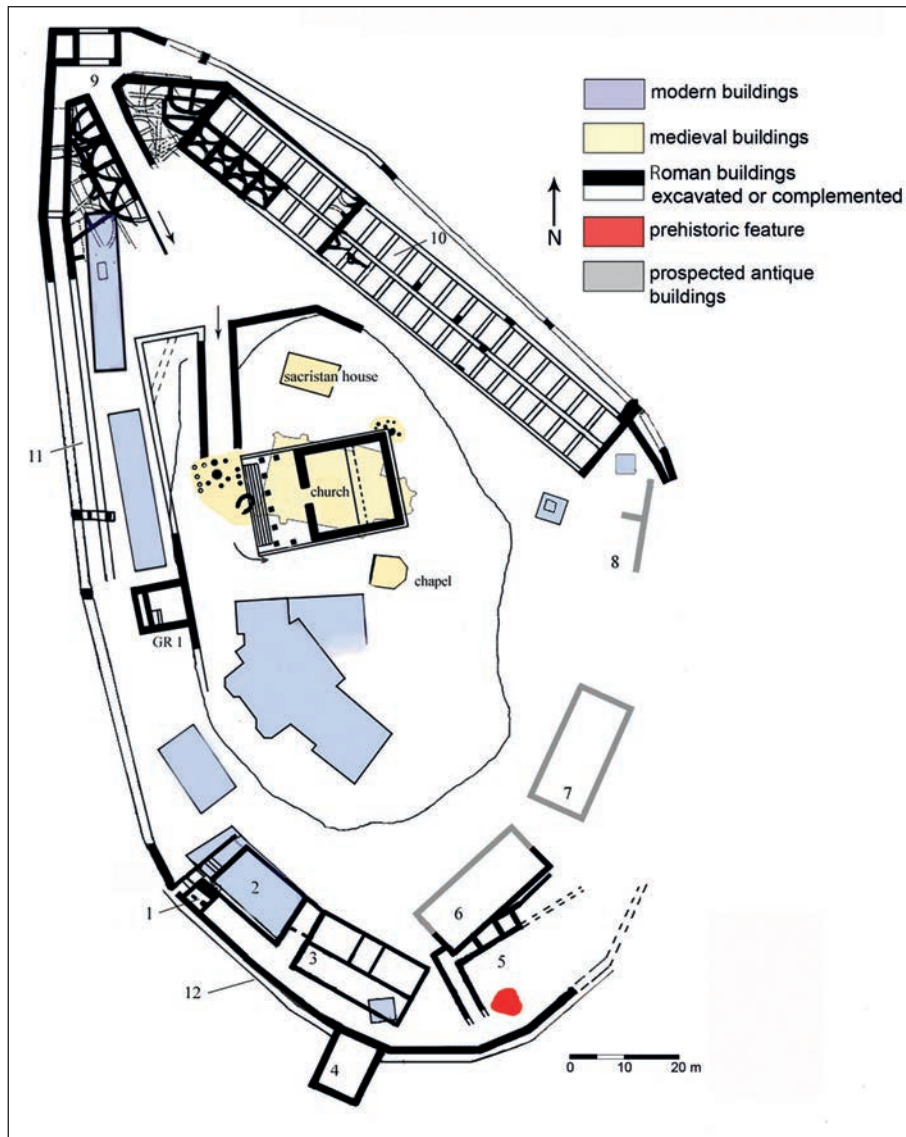 9
modern buildings
medieval buildings
Roman buildings
excavated or complemented
prehistoric feature
prospected antique
buildings
N
10
sacristan house
11
church
8
chapel
GR 1
7
2
1
6
3
5
12
4
0 10 20 m